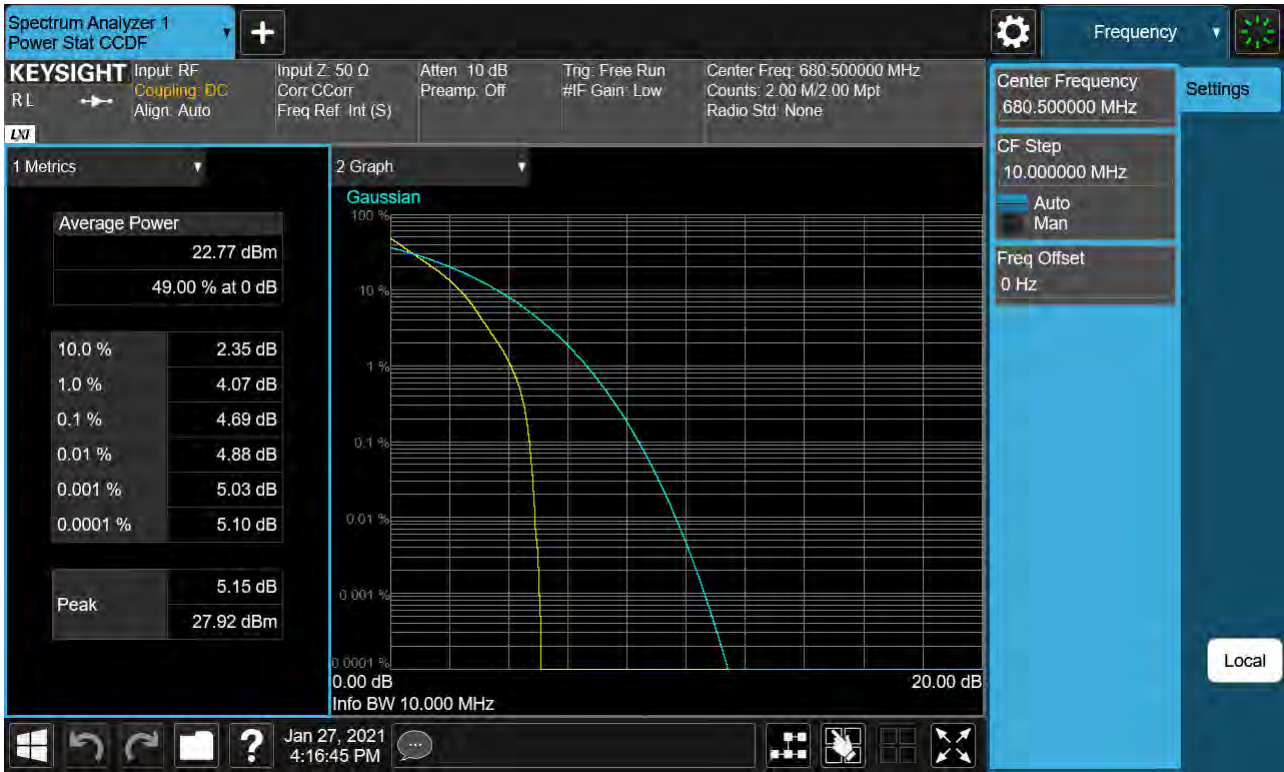 Spectrum Analyzer 1
Power Stat CCDF
Frequency
KEYSIGHT
R L
LXI
Input: RF
Coupling: DC
Align: Auto
Input Z: 50 Ω
Corr CCorr
Freq Ref: Int (S)
Atten: 10 dB
Preamp: Off
Trig: Free Run
#IF Gain: Low
Center Freq: 680.500000 MHz
Counts: 2.00 M/2.00 Mpt
Radio Std: None
Center Frequency
680.500000 MHz
Settings
CF Step
10.000000 MHz
Auto
Man
Freq Offset
0 Hz
Local
1 Metrics
Average Power
22.77 dBm
49.00 % at 0 dB
10.0 % 2.35 dB
1.0 % 4.07 dB
0.1 % 4.69 dB
0.01 % 4.88 dB
0.001 % 5.03 dB
0.0001 % 5.10 dB
Peak
5.15 dB
27.92 dBm
2 Graph
Gaussian
100 %
10 %
1 %
0.1 %
0.01 %
0.001 %
0.0001 %
0.00 dB 20.00 dB
Info BW 10.000 MHz
Jan 27, 2021
4:16:45 PM